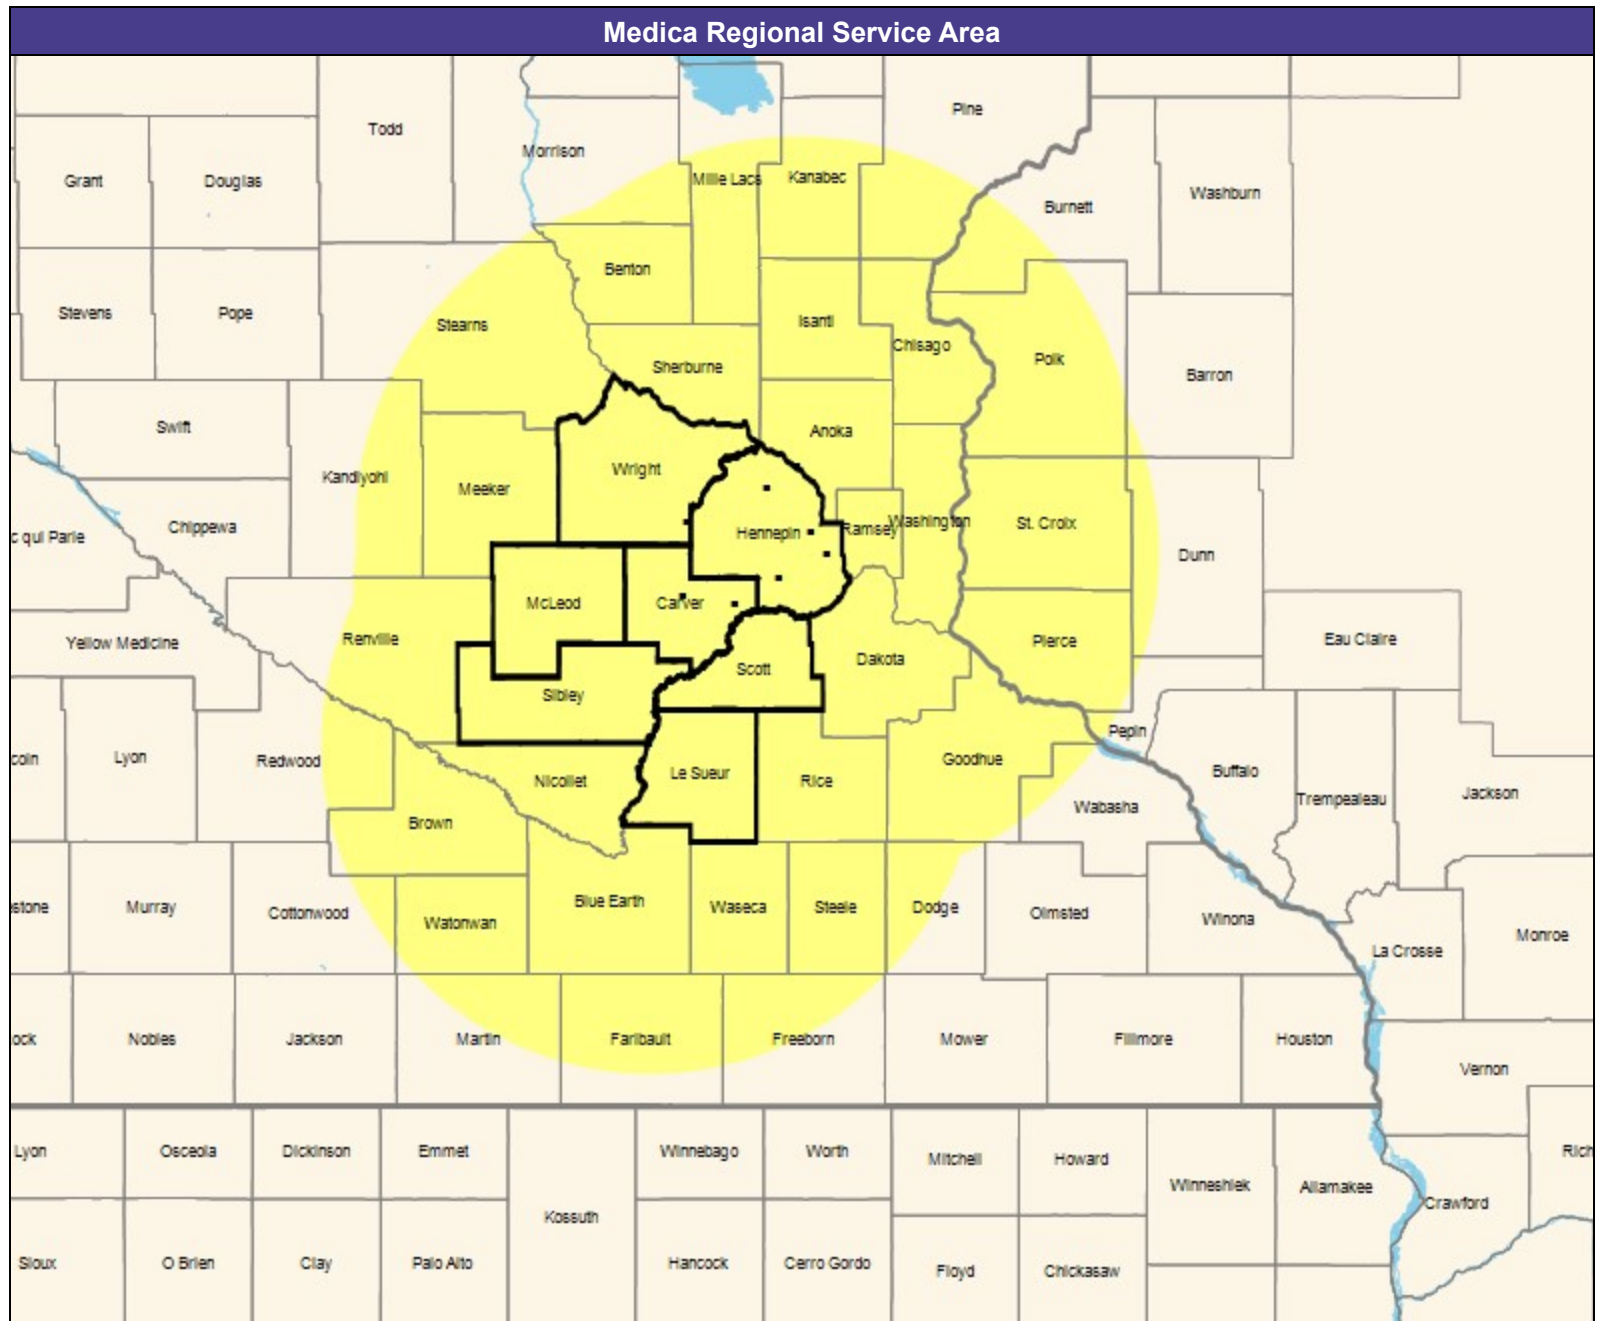 Medica Regional Service Area
Pine
Todd
Morrison
Grant
Douglas
Mille Lacs
Kanabec
Washburn
Burnett
Benton
Stevens
Pope
Stearns
Isanti
Chisago
Polk
Barron
Sherburne
Swift
Anoka
Wright
Kandiyohi
Meeker
Chippewa
Hennepin
Ramsey
Washington
St. Croix
c qui Parle
Dunn
McLeod
Carver
Yellow Medicine
Renville
Eau Claire
Pierce
Dakota
Scott
Sibley
Pepin
coln
Lyon
Redwood
Nicollet
Le Sueur
Rice
Goodhue
Buffalo
Trempealeau
Jackson
Wabasha
Brown
stone
Murray
Cottonwood
Watonwan
Blue Earth
Waseca
Steele
Dodge
Olmsted
Winona
La Crosse
Monroe
ock
Nobles
Jackson
Martin
Faribault
Freeborn
Mower
Fillmore
Houston
Vernon
Lyon
Osceola
Dickinson
Emmet
Winnebago
Worth
Mitchell
Howard
Rich
Winneshiek
Allamakee
Crawford
Kossuth
Sioux
O Brien
Clay
Palo Alto
Hancock
Cerro Gordo
Floyd
Chickasaw